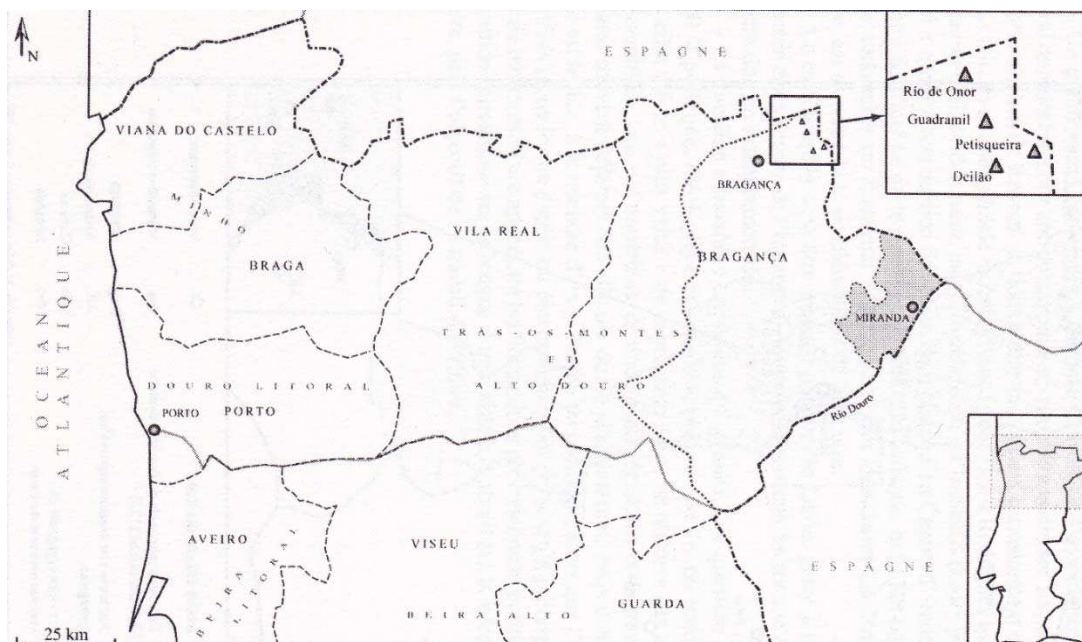 N
ESPAGNE
Rio de Onor
Guadramil
Petisqueira
Deilão
VIANA DO CASTELO
MINHO
BRAGA
VILA REAL
BRAGANÇA
BRAGANÇA
MIRANDA
OCEAN
ATLANTIQUE
TRÁS-OS-MONTES
ET
ALTO DOURO
DOURO LITORAL
PORTO
PORTO
Rio Douro
AVEIRO
BEIRA
LITORAL
VISEU
BEIRA ALTO
GUARDA
ESPAGNE
25 km